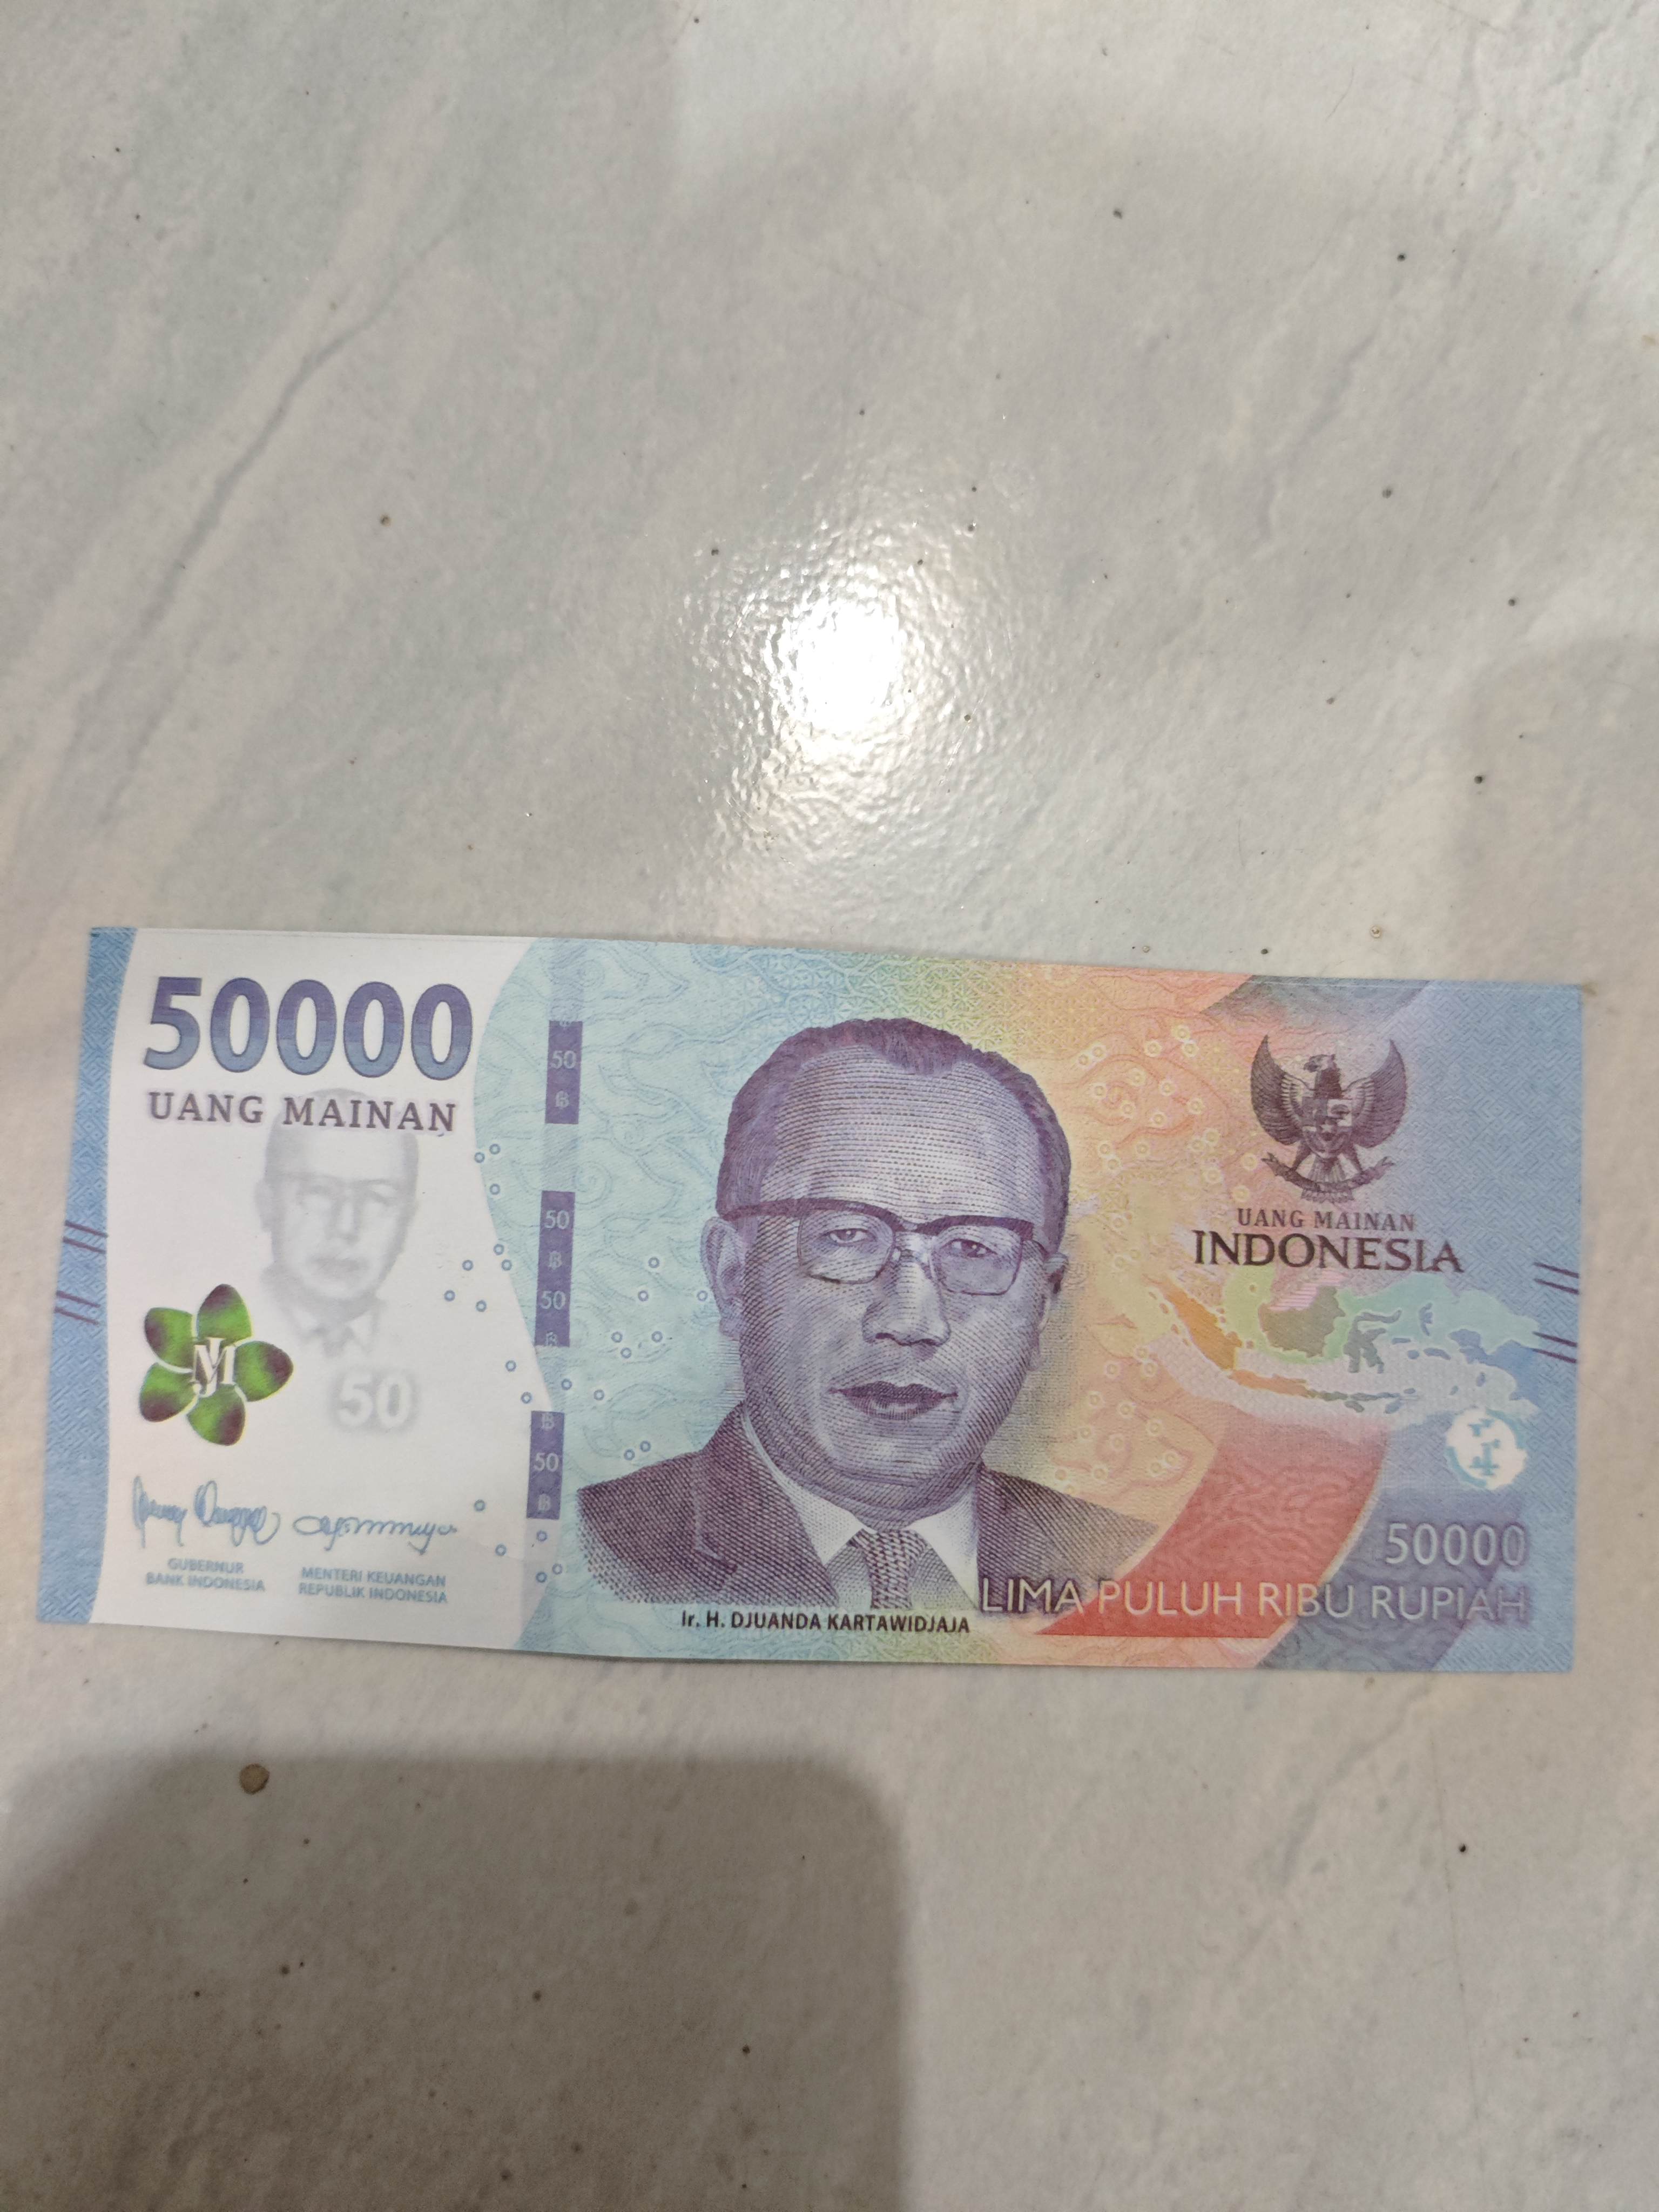 50000
UANG MAINAN
50
50
50
50
JM
50
GUBERNUR
BANK INDONESIA
MENTERI KEUANGAN
REPUBLIK INDONESIA
Ir. H. DJUANDA KARTAWIDJAJA
UANG MAINAN
INDONESIA
50000
LIMA PULUH RIBU RUPIAH